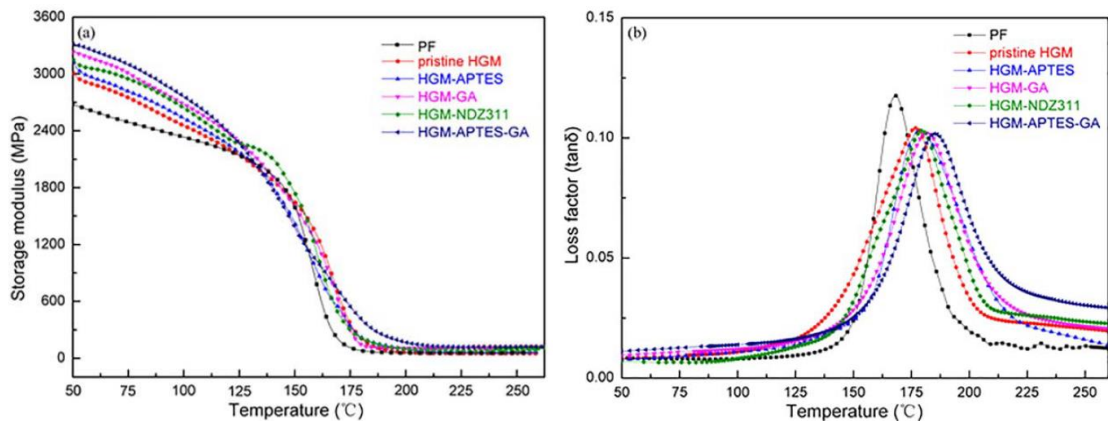 (a)
PF
pristine HGM
HGM-APTES
HGM-GA
HGM-NDZ311
HGM-APTES-GA
Storage modulus (MPa)
3600
3000
2400
1800
1200
600
0
50 75 100 125 150 175 200 225 250
Temperature (℃)
(b)
PF
pristine HGM
HGM-APTES
HGM-GA
HGM-NDZ311
HGM-APTES-GA
Loss factor (tanδ)
0.15
0.10
0.05
0.00
50 75 100 125 150 175 200 225 250
Temperature (℃)